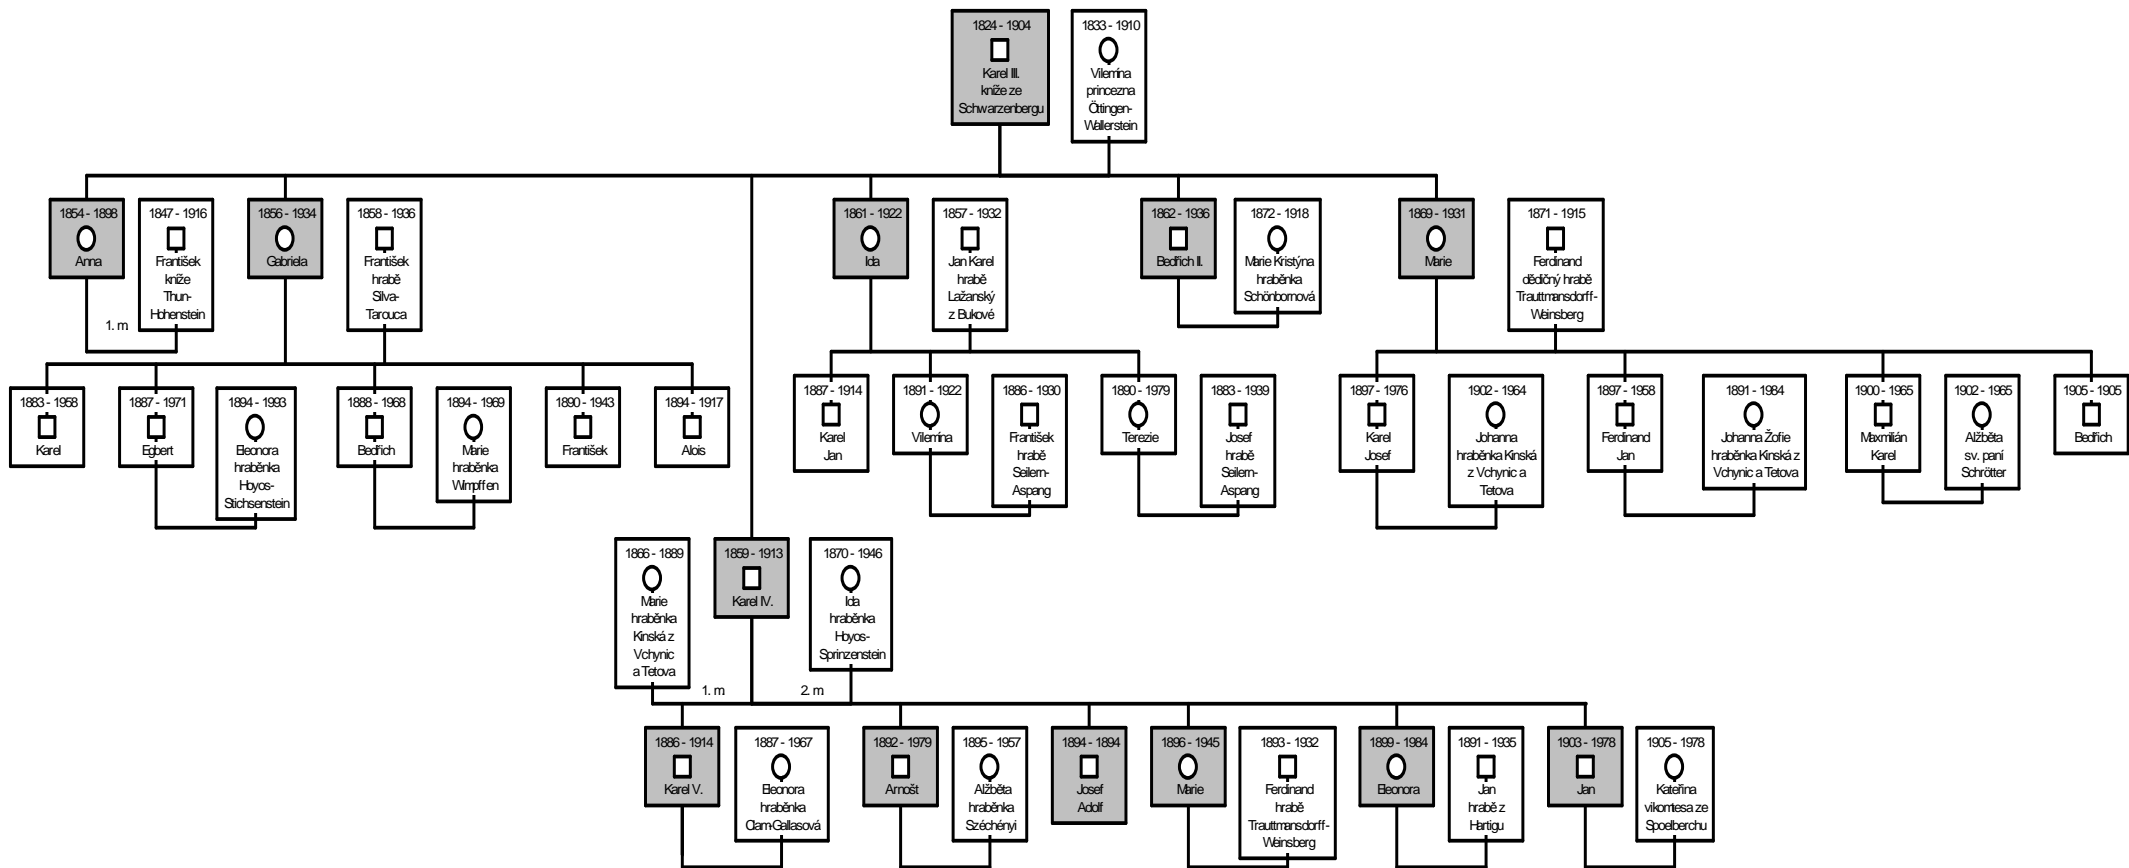 1824 - 1904
Karel III.
kníže ze
Schwarzenbergu
1833 - 1910
Vilemína
princezna
Öttingen-
Wallerstein
1854 - 1898
Anna
1847 - 1916
František
kníže
Thun-
Hohenstein
1. m
1856 - 1934
Gabriela
1858 - 1936
František
hrabě
Silva-
Tarouca
1861 - 1922
Ida
1857 - 1932
Jan Karel
hrabě
Lažanský
z Bukové
1862 - 1936
Bedřich II.
1872 - 1918
Marie Kristýna
hraběnka
Schönbornová
1869 - 1931
Marie
1871 - 1915
Ferdinand
dědičný hrabě
Trauttmansdorff-
Weinsberg
1883 - 1958
Karel
1887 - 1971
Egbert
1894 - 1993
Eleonora
hraběnka
Hoyos-
Stichsenstein
1888 - 1968
Bedřich
1894 - 1969
Marie
hraběnka
Wimpffen
1890 - 1943
František
1894 - 1917
Alois
1887 - 1914
Karel
Jan
1891 - 1922
Vilemína
1886 - 1930
František
hrabě
Seilern-
Aspang
1890 - 1979
Terezie
1883 - 1939
Josef
hrabě
Seilern-
Aspang
1897 - 1976
Karel
Josef
1902 - 1964
Johanna
hraběnka Kinská
z Vchynic a
Tetova
1897 - 1958
Ferdinand
Jan
1891 - 1984
Johanna Žofie
hraběnka Kinská z
Vchynic a Tetova
1900 - 1965
Maxmilián
Karel
1902 - 1965
Alžběta
sv. paní
Schrötter
1905 - 1905
Bedřich
1866 - 1889
Marie
hraběnka
Kinská z
Vchynic
a Tetova
1859 - 1913
Karel IV.
1870 - 1946
Ida
hraběnka
Hoyos-
Sprinzenstein
1. m
2. m
1886 - 1914
Karel V.
1887 - 1967
Eleonora
hraběnka
Clam-Gallasová
1892 - 1979
Arnošt
1895 - 1957
Alžběta
hraběnka
Széchényi
1894 - 1894
Josef
Adolf
1896 - 1945
Marie
1893 - 1932
Ferdinand
hrabě
Trauttmansdorff-
Weinsberg
1899 - 1984
Eleonora
1891 - 1935
Jan
hrabě z
Hartigu
1903 - 1978
Jan
1905 - 1978
Kateřina
vikomtesa ze
Spoelberchu